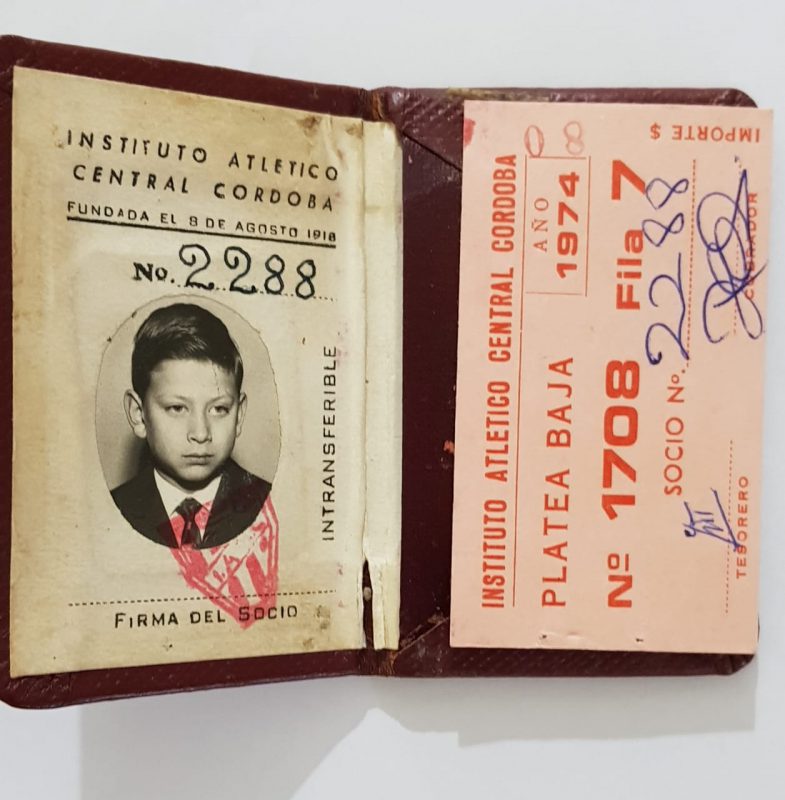 INSTITUTO ATLETICO
CENTRAL CORDOBA
FUNDADA EL 8 DE AGOSTO 1918
No. 2288
INTRANSFERIBLE
FIRMA DEL SOCIO
INSTITUTO ATLETICO CENTRAL CORDOBA
PLATEA BAJA
AÑO
1974
Nº 1708 Fila 7
SOCIO Nº. 2288
TESORERO
COBRADOR
IMPORTE $